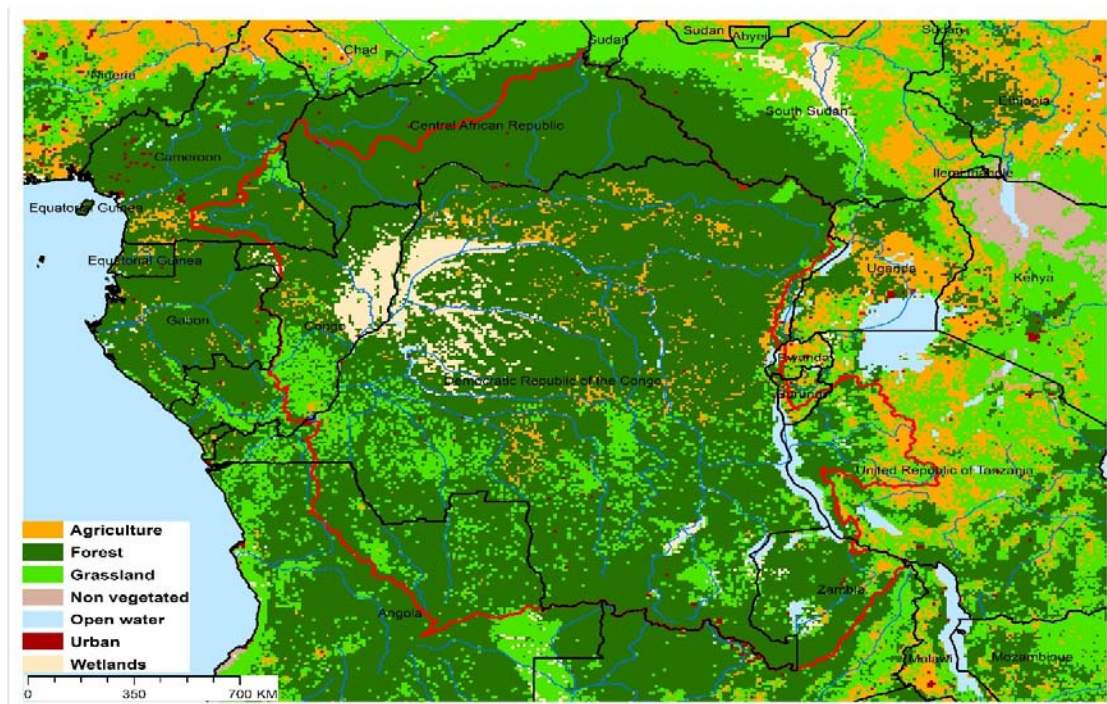 Sudan
Sudan
Abyei
Sudan
Chad
Nigeria
Ethiopia
South Sudan
Central African Republic
Cameroon
Equatorial Guinea
Equatorial Guinea
Uganda
Kenya
Gabon
Congo
Rwanda
Burundi
Democratic Republic of the Congo
United Republic of Tanzania
Angola
Zambia
Malawi
Mozambique
Agriculture
Forest
Grassland
Non vegetated
Open water
Urban
Wetlands
0 350 700 KM